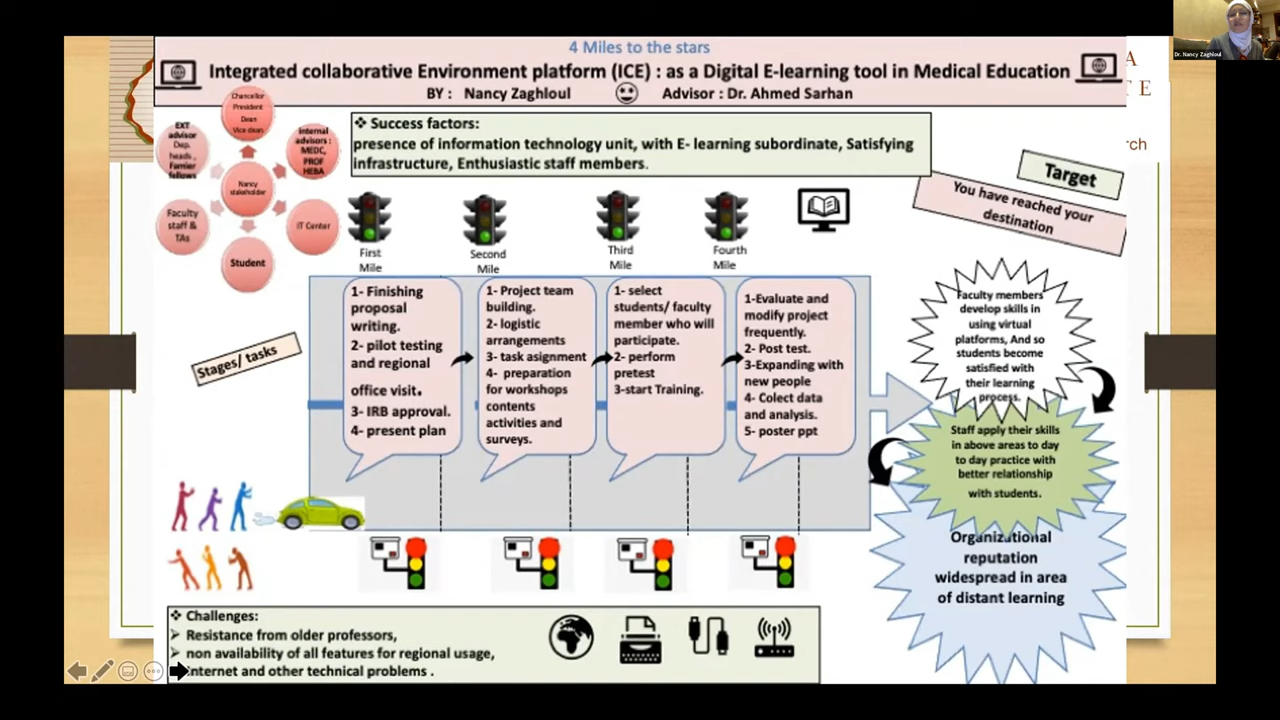 Dr. Nancy Zaghloul
4 Miles to the stars
Integrated collaborative Environment platform (ICE) : as a Digital E-learning tool in Medical Education
BY : Nancy Zaghloul
Advisor : Dr. Ahmed Sarhan
A
T E
rch
Chancellor
President
Dean
Vice dean
EXT
advisor
Dep.
heads ,
Famier
fellows
Internal
advisors :
MEDC,
PROF
HEBA
Nancy
stakeholder
Faculty
staff &
TAs
IT Center
Student
❖ Success factors:
presence of information technology unit, with E- learning subordinate, Satisfying
infrastructure, Enthusiastic staff members.
Target
You have reached your
destination
First
Mile
Second
Mile
Third
Mile
Fourth
Mile
Stages/ tasks
1- Finishing
proposal
writing.
2- pilot testing
and regional
office visit.
3- IRB approval.
4- present plan
1- Project team
building.
2- logistic
arrangements
3- task asignment
4- preparation
for workshops
contents
activities and
surveys.
1- select
students/ faculty
member who will
participate.
2- perform
pretest
3-start Training.
1-Evaluate and
modify project
frequently.
2- Post test.
3-Expanding with
new people
4- Colect data
and analysis.
5- poster ppt
Faculty members
develop skills in
using virtual
platforms, And so
students become
satisfied with
their learning
process.
Staff apply their skills
in above areas to day
to day practice with
better relationship
with students.
Organizational
reputation
widespread in area
of distant learning
❖ Challenges:
➢ Resistance from older professors,
➢ non availability of all features for regional usage,
internet and other technical problems .